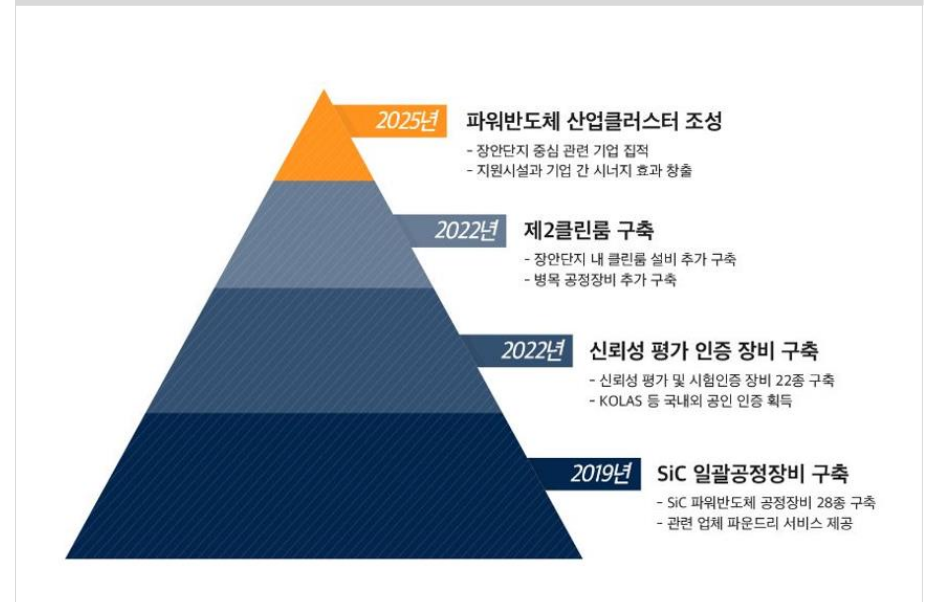 2025년 파워반도체 산업클러스터 조성
- 장안단지 중심 관련 기업 집적
- 지원시설과 기업 간 시너지 효과 창출
2022년 제2클린룸 구축
- 장안단지 내 클린룸 설비 추가 구축
- 병목 공정장비 추가 구축
2022년 신뢰성 평가 인증 장비 구축
- 신뢰성 평가 및 시험인증 장비 22종 구축
- KOLAS 등 국내외 공인 인증 획득
2019년 SiC 일괄공정장비 구축
- SiC 파워반도체 공정장비 28종 구축
- 관련 업체 파운드리 서비스 제공